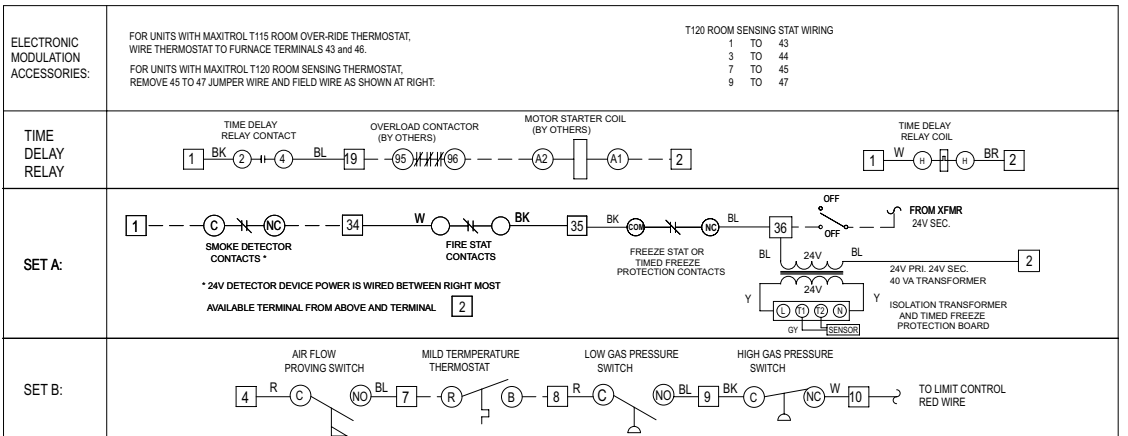 ELECTRONIC
MODULATION
ACCESSORIES:
FOR UNITS WITH MAXITROL T115 ROOM OVER-RIDE THERMOSTAT,
WIRE THERMOSTAT TO FURNACE TERMINALS 43 and 46.
FOR UNITS WITH MAXITROL T120 ROOM SENSING THERMOSTAT,
REMOVE 45 TO 47 JUMPER WIRE AND FIELD WIRE AS SHOWN AT RIGHT:
T120 ROOM SENSING STAT WIRING
1 TO 43
3 TO 44
7 TO 45
9 TO 47
TIME
DELAY
RELAY
TIME DELAY
RELAY CONTACT
OVERLOAD CONTACTOR
(BY OTHERS)
MOTOR STARTER COIL
(BY OTHERS)
TIME DELAY
RELAY COIL
1 BK 2 4 BL 19 95 96 A2 A1 2
1 W H H BR 2
SET A:
1 C NC 34 W BK 35 BK COM NC BL 36
SMOKE DETECTOR
CONTACTS *
FIRE STAT
CONTACTS
FREEZE STAT OR
TIMED FREEZE
PROTECTION CONTACTS
OFF
OFF
FROM XFMR
24V SEC.
* 24V DETECTOR DEVICE POWER IS WIRED BETWEEN RIGHT MOST
AVAILABLE TERMINAL FROM ABOVE AND TERMINAL 2
BL 24V BL 2
24V
24V PRI. 24V SEC.
40 VA TRANSFORMER
Y Y
L T1 T2 N
GY SENSOR
ISOLATION TRANSFORMER
AND TIMED FREEZE
PROTECTION BOARD
SET B:
AIR FLOW
PROVING SWITCH
MILD TERMPERATURE
THERMOSTAT
LOW GAS PRESSURE
SWITCH
HIGH GAS PRESSURE
SWITCH
4 R C NO BL 7 R B 8 R C NO BL 9 BK C NC W 10
TO LIMIT CONTROL
RED WIRE